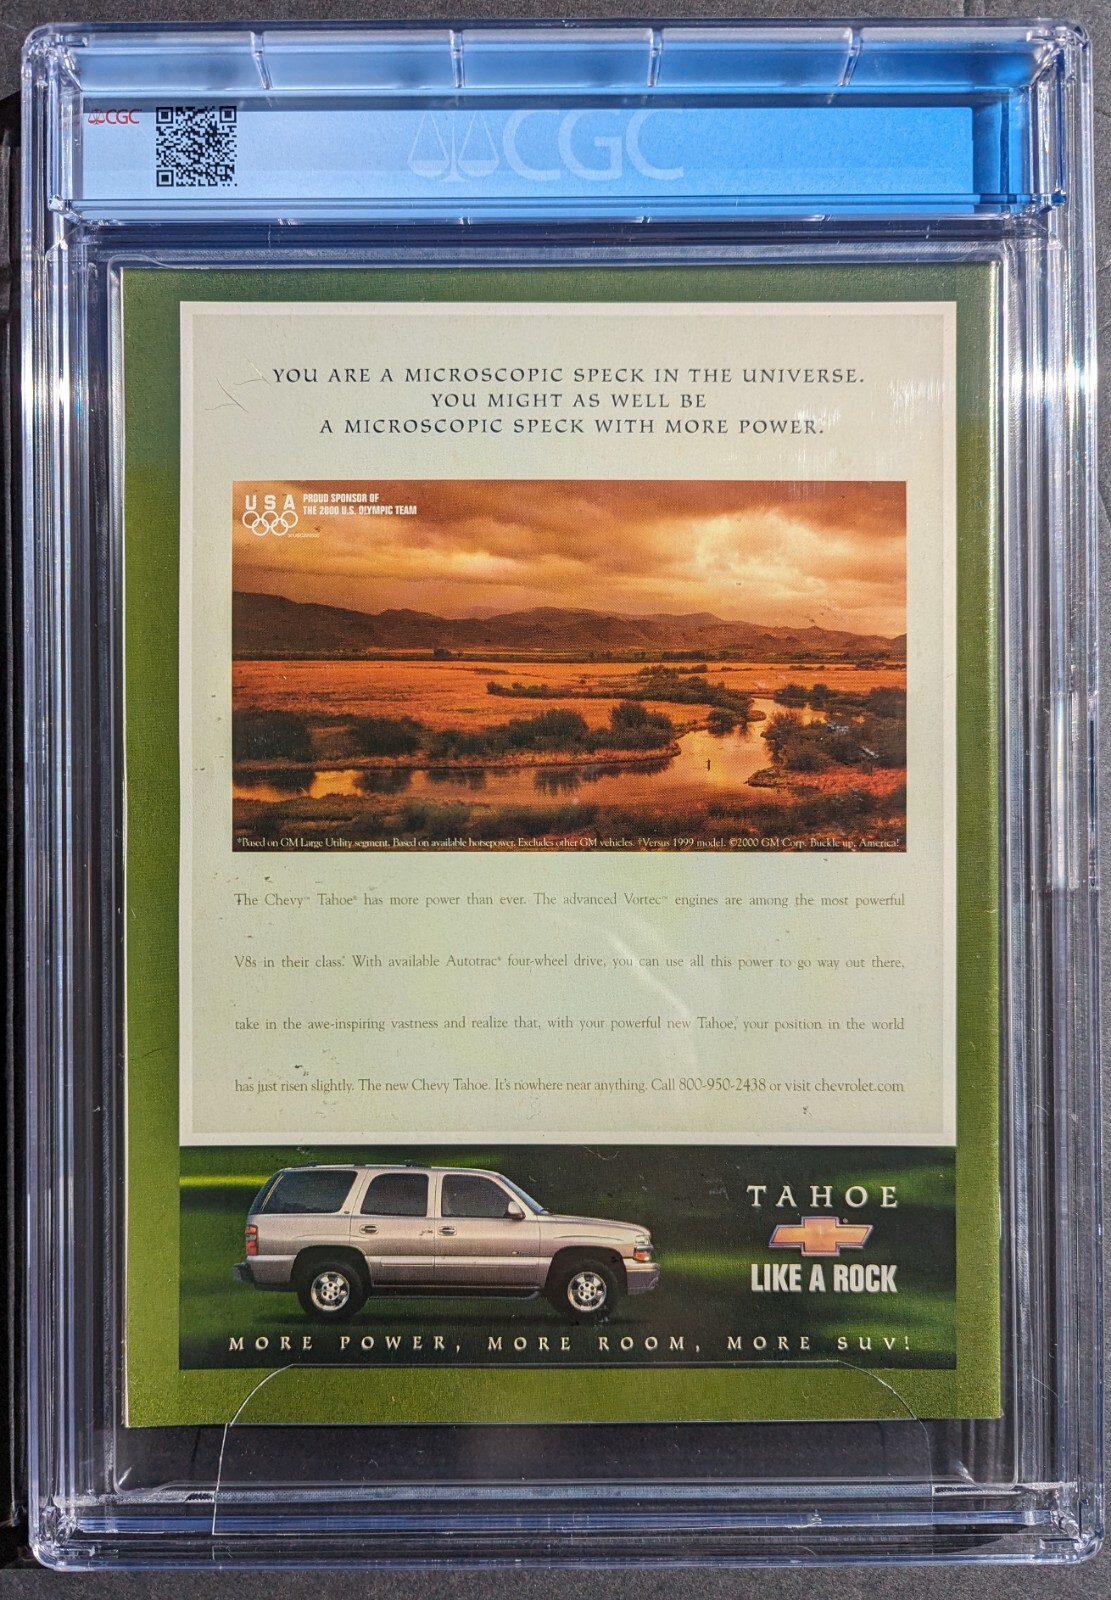 CGC
CGC
YOU ARE A MICROSCOPIC SPECK IN THE UNIVERSE.
YOU MIGHT AS WELL BE
A MICROSCOPIC SPECK WITH MORE POWER.
USA
PROUD SPONSOR OF
THE 2000 U.S. OLYMPIC TEAM
*Based on GM Large Utility segment. Based on available horsepower. Excludes other GM vehicles. †Versus 1999 model. ©2000 GM Corp. Buckle up, America!
The Chevy™ Tahoe® has more power than ever. The advanced Vortec™ engines are among the most powerful
V8s in their class.* With available Autotrac® four-wheel drive, you can use all this power to go way out there,
take in the awe-inspiring vastness and realize that, with your powerful new Tahoe,† your position in the world
has just risen slightly. The new Chevy Tahoe. It's nowhere near anything. Call 800-950-2438 or visit chevrolet.com
TAHOE
LIKE A ROCK
MORE POWER, MORE ROOM, MORE SUV!